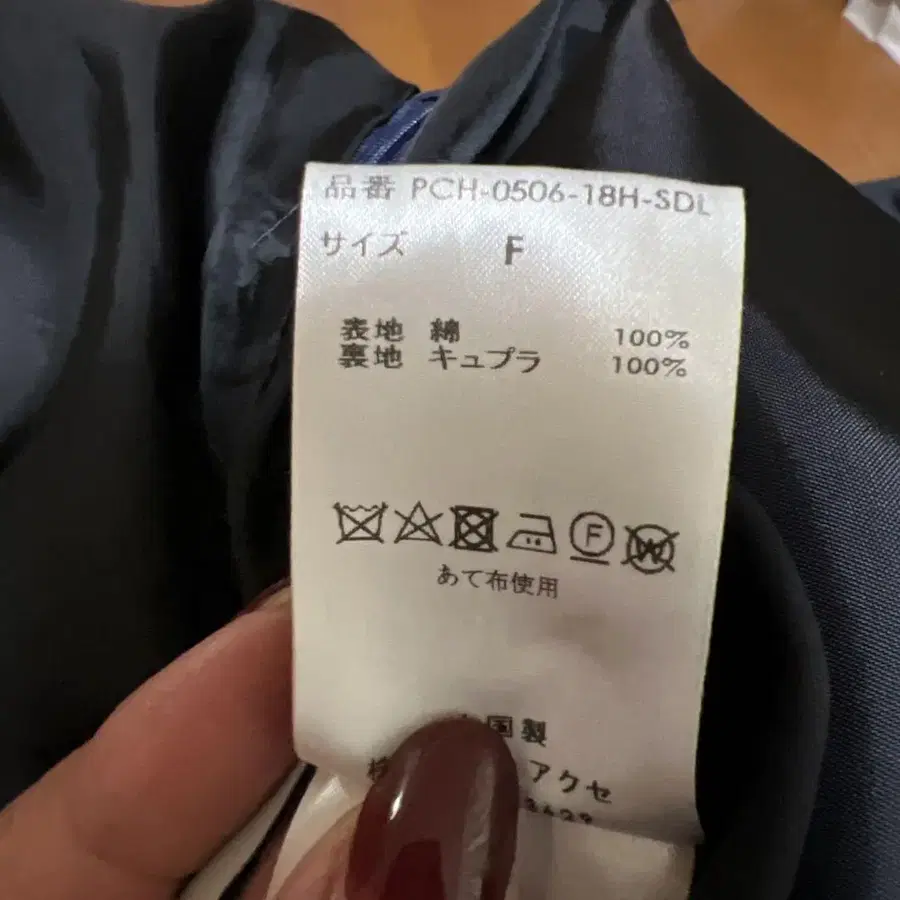 品番 PCH-0506-18H-SDL
サイズ F
表地 綿 100%
裏地 キュプラ 100%
F
W
あて布使用
国製
アクセ